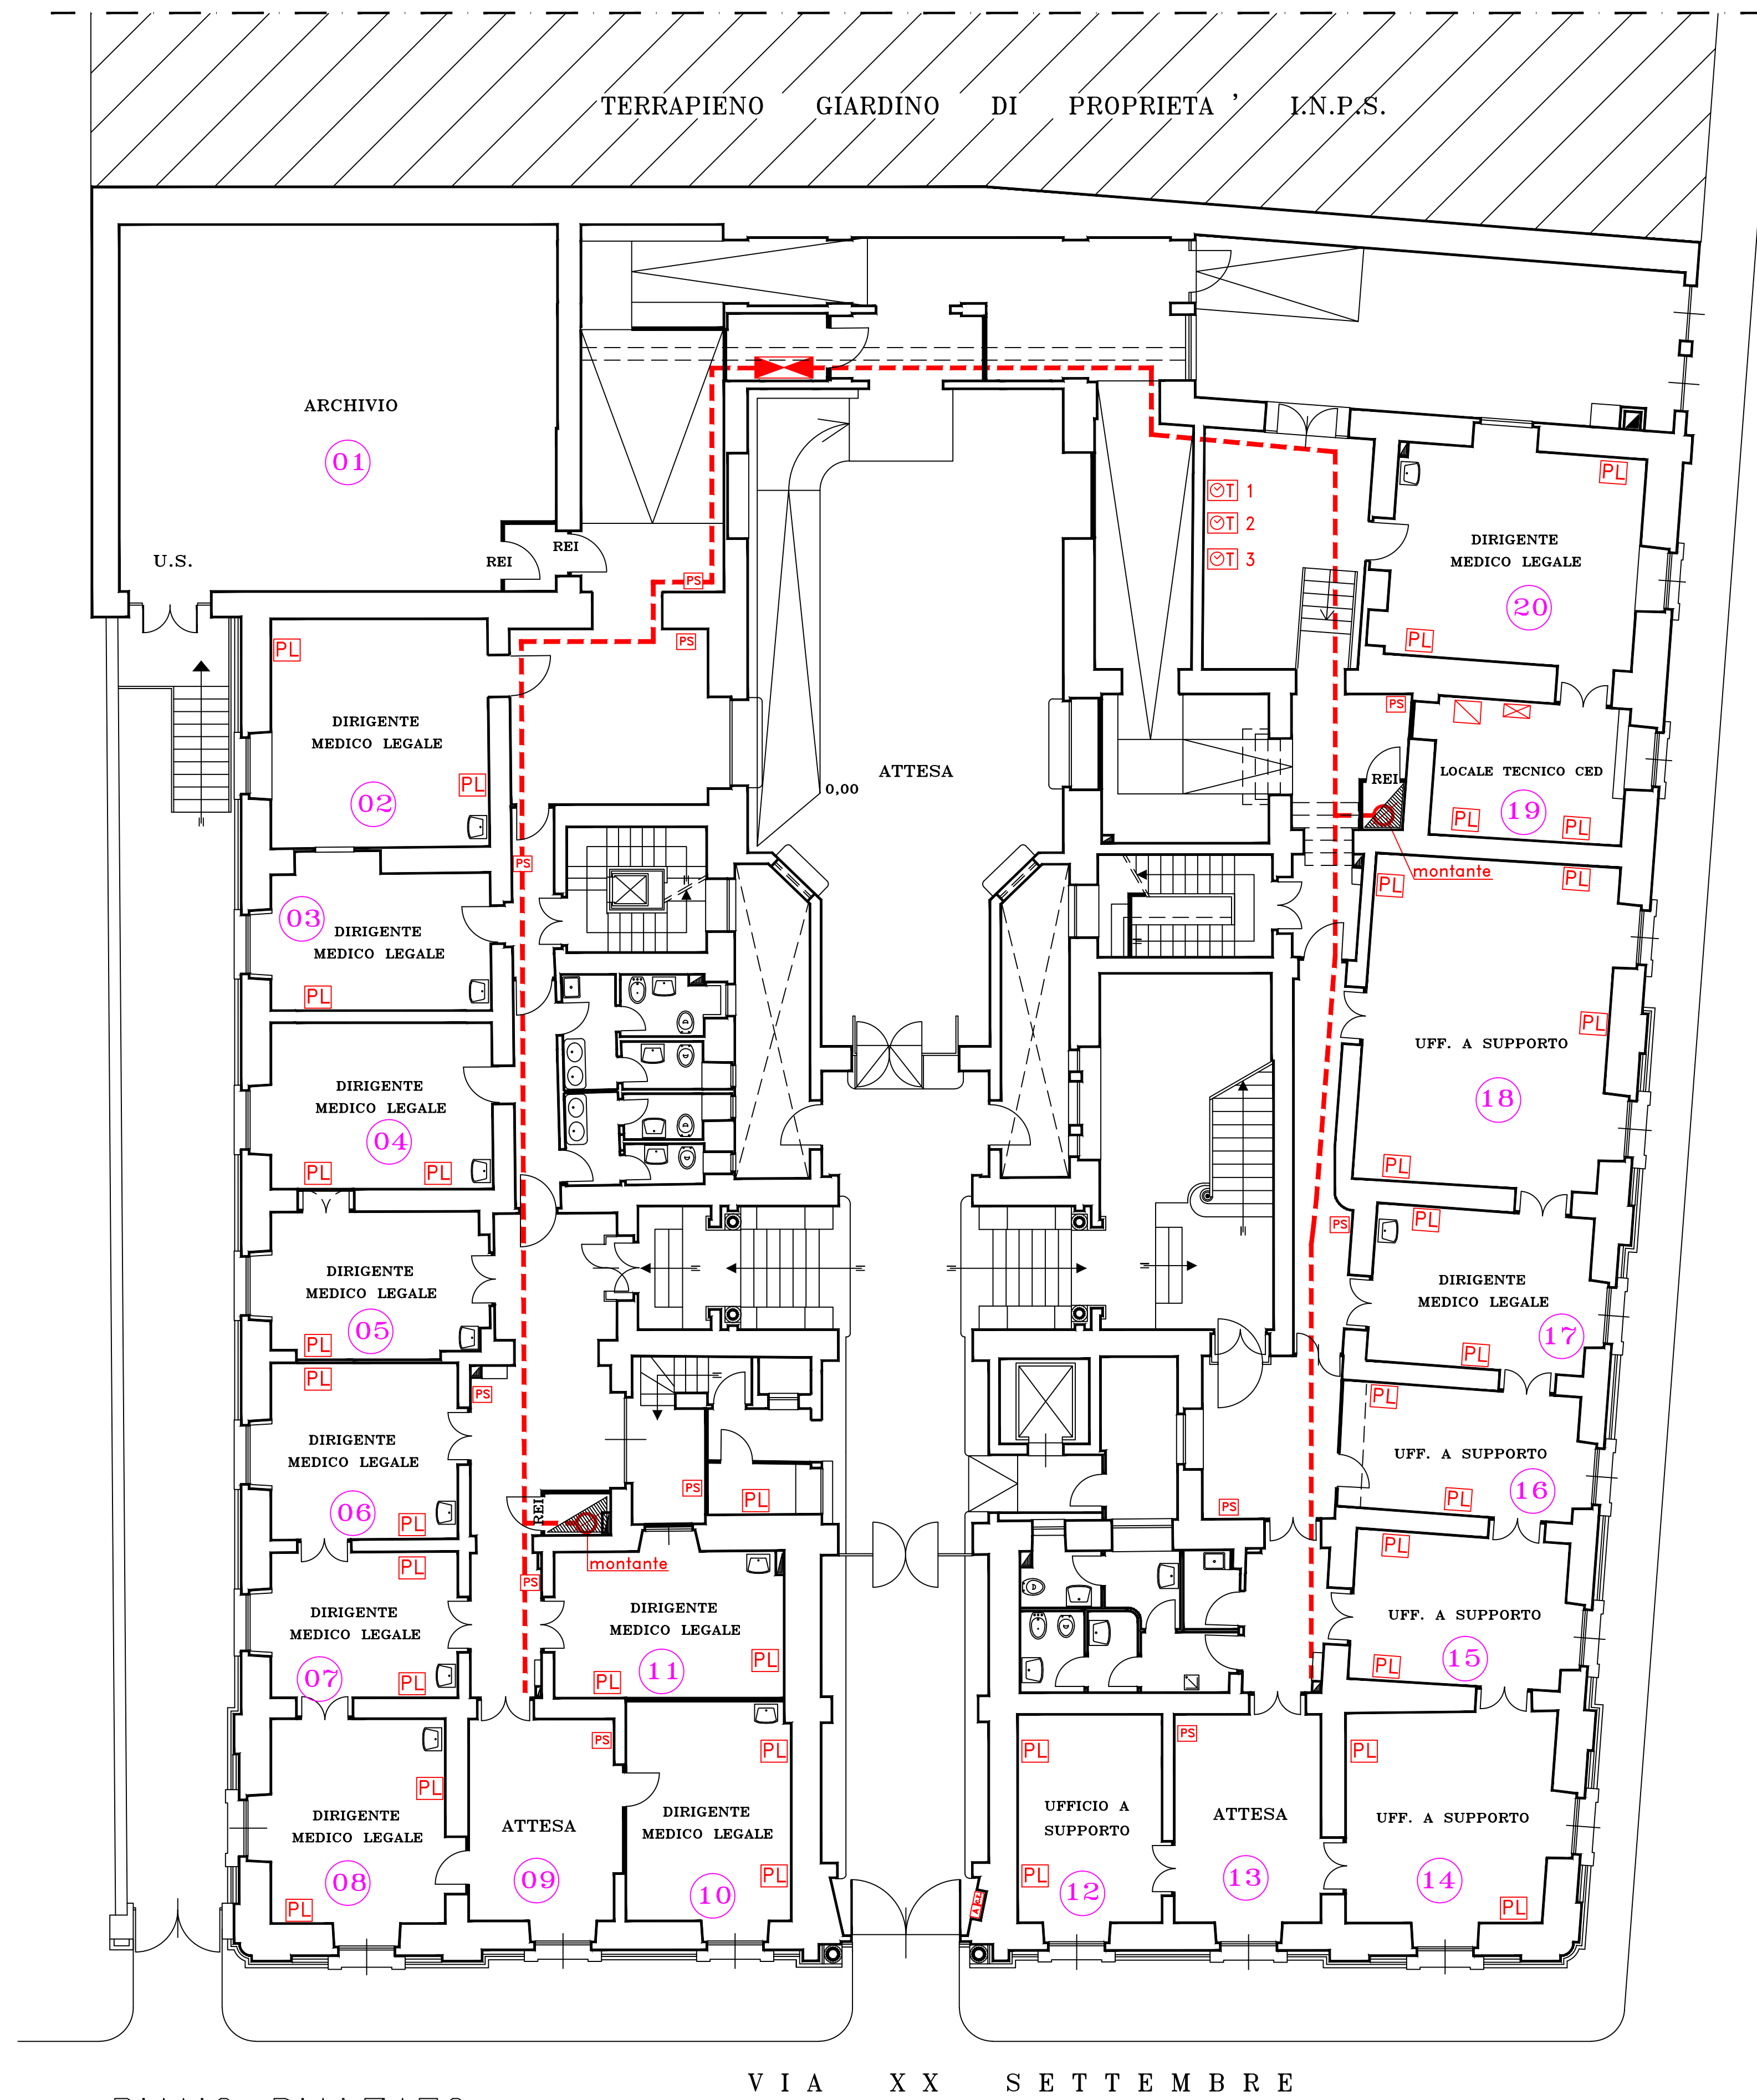 TERRAPIENO GIARDINO DI PROPRIETA' I.N.P.S.
ARCHIVIO
01
U.S.
REI
REI
PS
PS
T 1
T 2
T 3
PL
DIRIGENTE
MEDICO LEGALE
20
PL
PL
DIRIGENTE
MEDICO LEGALE
PL
02
ATTESA
0,00
PS
REI
LOCALE TECNICO CED
19
PL
PL
montante
PS
03
DIRIGENTE
MEDICO LEGALE
PL
PL
PL
PL
UFF. A SUPPORTO
18
PL
DIRIGENTE
MEDICO LEGALE
04
PL
PL
DIRIGENTE
MEDICO LEGALE
05
PL
PS
PL
DIRIGENTE
MEDICO LEGALE
17
PL
PL
PS
DIRIGENTE
MEDICO LEGALE
06
PL
PS
PL
REI
montante
PL
UFF. A SUPPORTO
16
PL
PS
PL
DIRIGENTE
MEDICO LEGALE
07
PL
PS
DIRIGENTE
MEDICO LEGALE
11
PL
PL
PL
UFF. A SUPPORTO
15
PL
PL
DIRIGENTE
MEDICO LEGALE
08
PL
PS
ATTESA
09
PL
DIRIGENTE
MEDICO LEGALE
PL
10
PL
UFFICIO A
SUPPORTO
PL
12
PS
ATTESA
13
PL
UFF. A SUPPORTO
14
PL
VIA XX SETTEMBRE